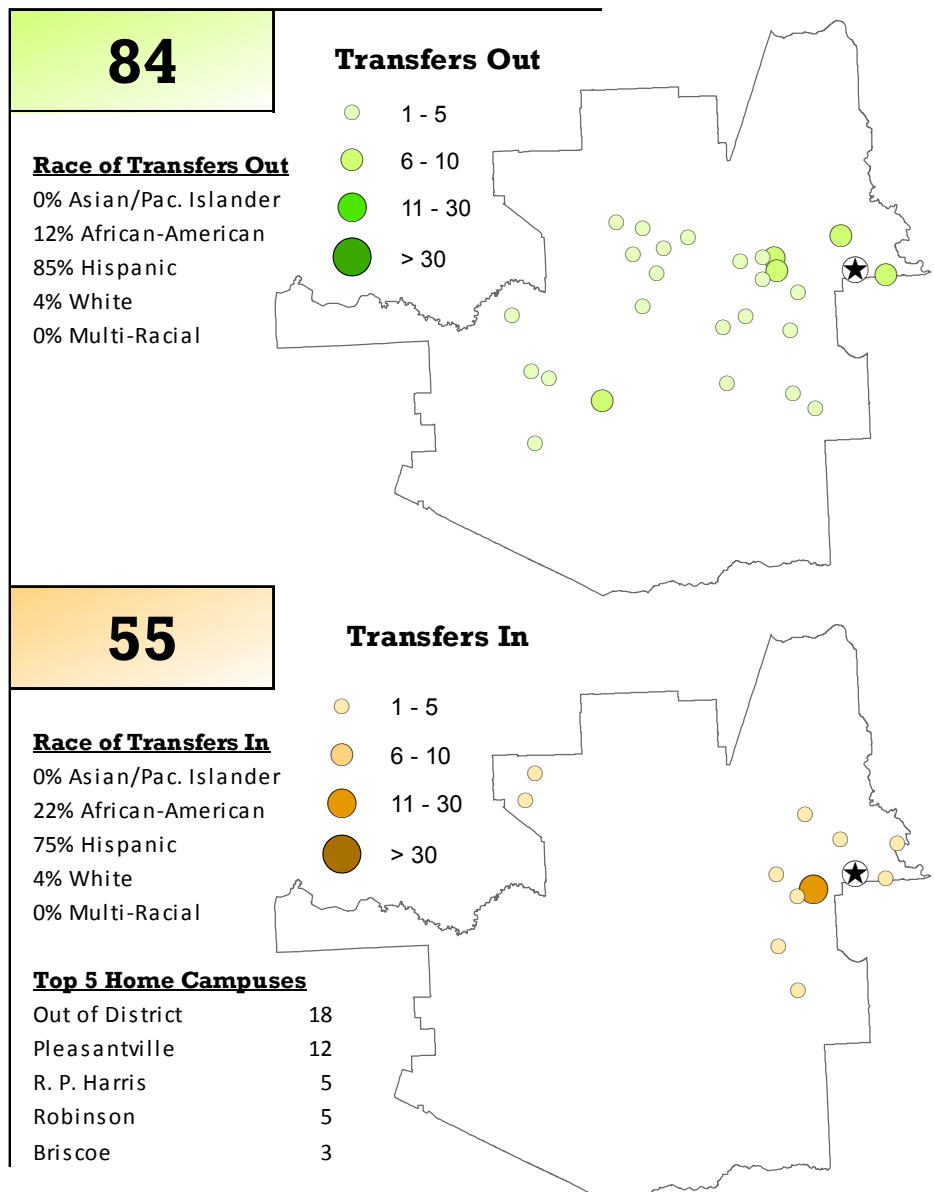 84
Race of Transfers Out
0% Asian/Pac. Islander
12% African-American
85% Hispanic
4% White
0% Multi-Racial
Transfers Out
1 - 5
6 - 10
11 - 30
> 30
55
Race of Transfers In
0% Asian/Pac. Islander
22% African-American
75% Hispanic
4% White
0% Multi-Racial
Transfers In
1 - 5
6 - 10
11 - 30
> 30
Top 5 Home Campuses
Out of District 18
Pleasantville 12
R. P. Harris 5
Robinson 5
Briscoe 3